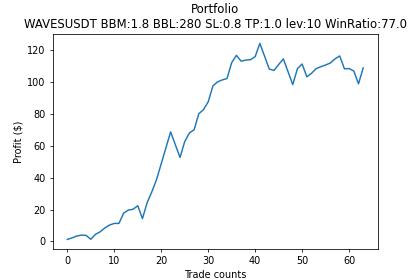 Portfolio
WAVESUSDT BBM:1.8 BBL:280 SL:0.8 TP:1.0 lev:10 WinRatio:77.0
120
100
80
60
40
20
0
Profit ($)
0 10 20 30 40 50 60
Trade counts